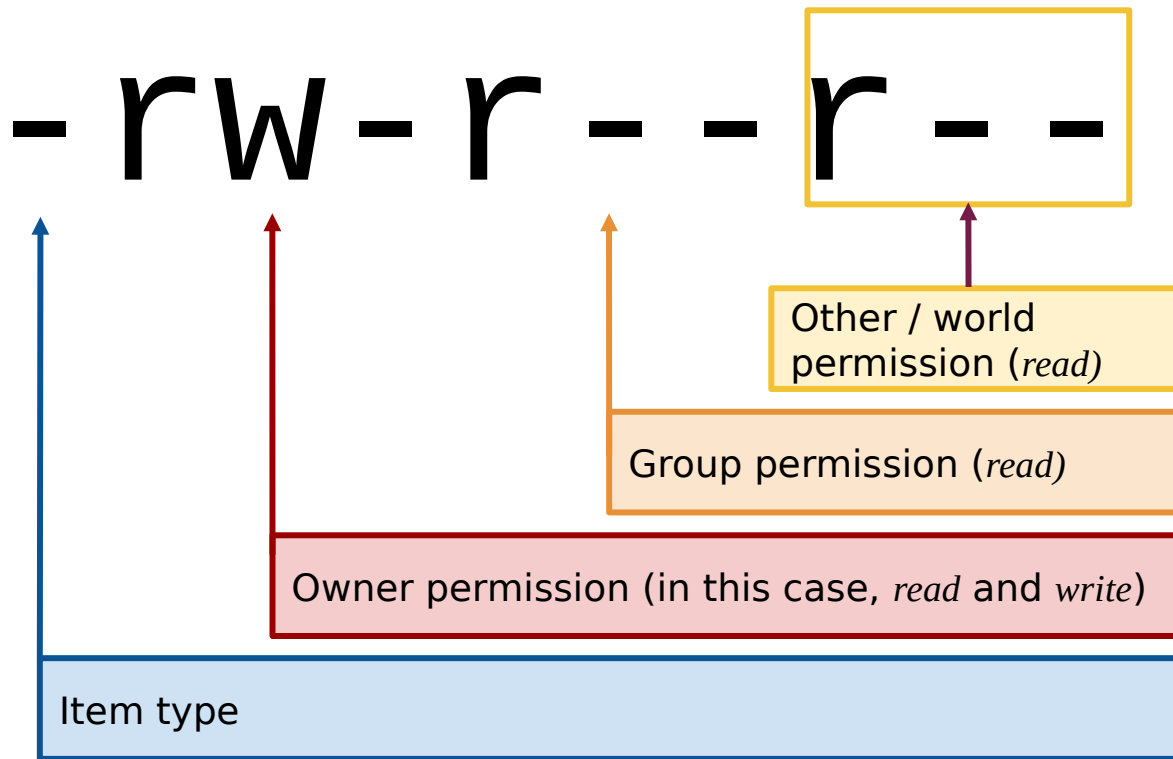 -rw-r--r--
Other / world
permission (read)
Group permission (read)
Owner permission (in this case, read and write)
Item type